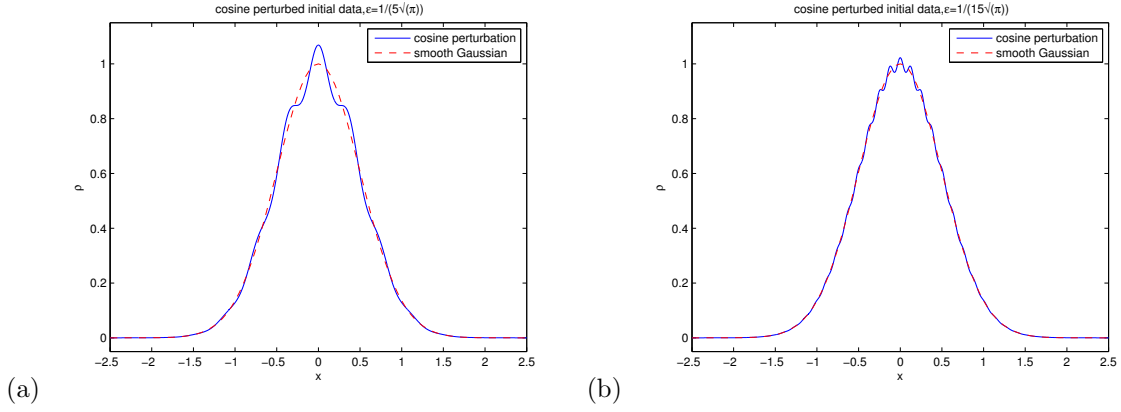 cosine perturbed initial data,ε=1/(5√(π))
cosine perturbation
smooth Gaussian
1
0.8
0.6
0.4
0.2
0
ρ
−2.5 −2 −1.5 −1 −0.5 0 0.5 1 1.5 2 2.5
x
(a)
cosine perturbed initial data,ε=1/(15√(π))
cosine perturbation
smooth Gaussian
1
0.8
0.6
0.4
0.2
0
ρ
−2.5 −2 −1.5 −1 −0.5 0 0.5 1 1.5 2 2.5
x
(b)